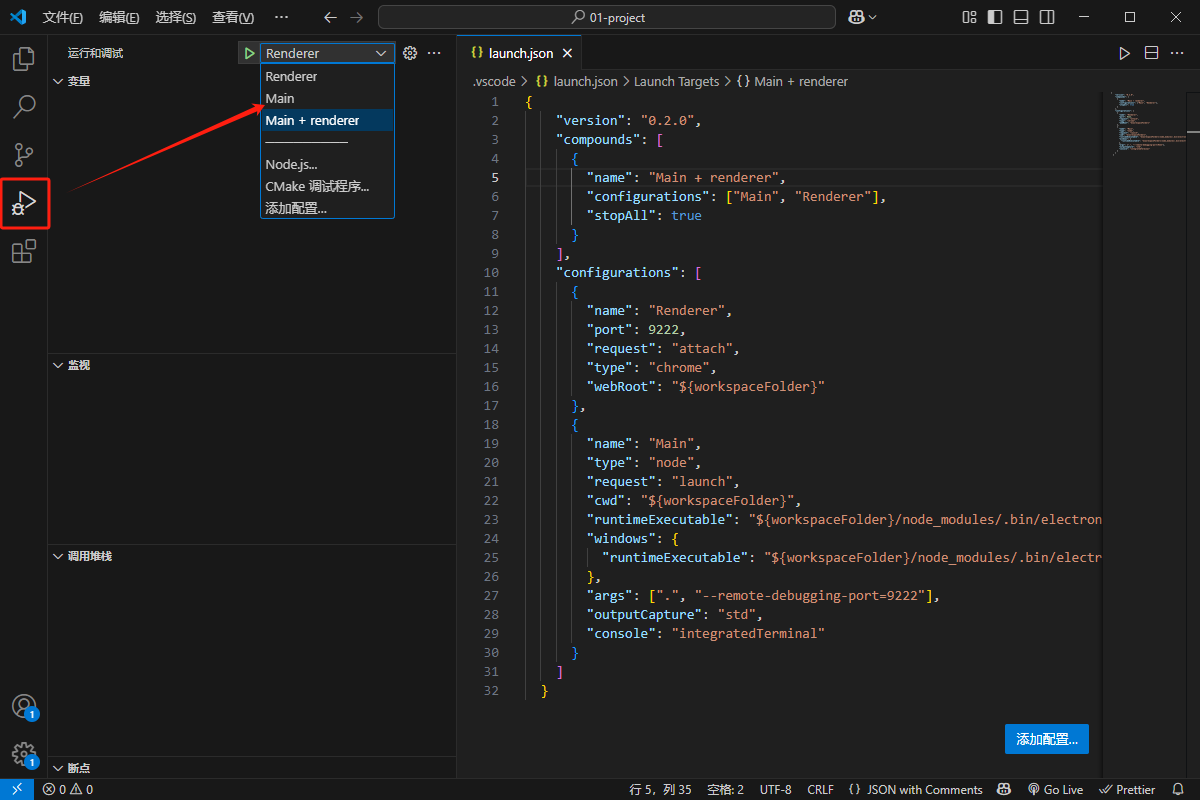 文件(F) 编辑(E) 选择(S) 查看(V) ··· 01-project
运行和调试 Renderer ···
Renderer
Main
Main + renderer
Node.js...
CMake 调试程序...
添加配置...
变量
监视
调用堆栈
断点
{} launch.json
.vscode > {} launch.json > Launch Targets > {} Main + renderer
1 {
2 "version": "0.2.0",
3 "compounds": [
4 {
5 "name": "Main + renderer",
6 "configurations": ["Main", "Renderer"],
7 "stopAll": true
8 }
9 ],
10 "configurations": [
11 {
12 "name": "Renderer",
13 "port": 9222,
14 "request": "attach",
15 "type": "chrome",
16 "webRoot": "${workspaceFolder}"
17 },
18 {
19 "name": "Main",
20 "type": "node",
21 "request": "launch",
22 "cwd": "${workspaceFolder}",
23 "runtimeExecutable": "${workspaceFolder}/node_modules/.bin/electron
24 "windows": {
25 "runtimeExecutable": "${workspaceFolder}/node_modules/.bin/electr
26 },
27 "args": [".", "--remote-debugging-port=9222"],
28 "outputCapture": "std",
29 "console": "integratedTerminal"
30 }
31 ]
32 }
添加配置...
1
1
0 0 行 5，列 35 空格: 2 UTF-8 CRLF {} JSON with Comments Go Live Prettier